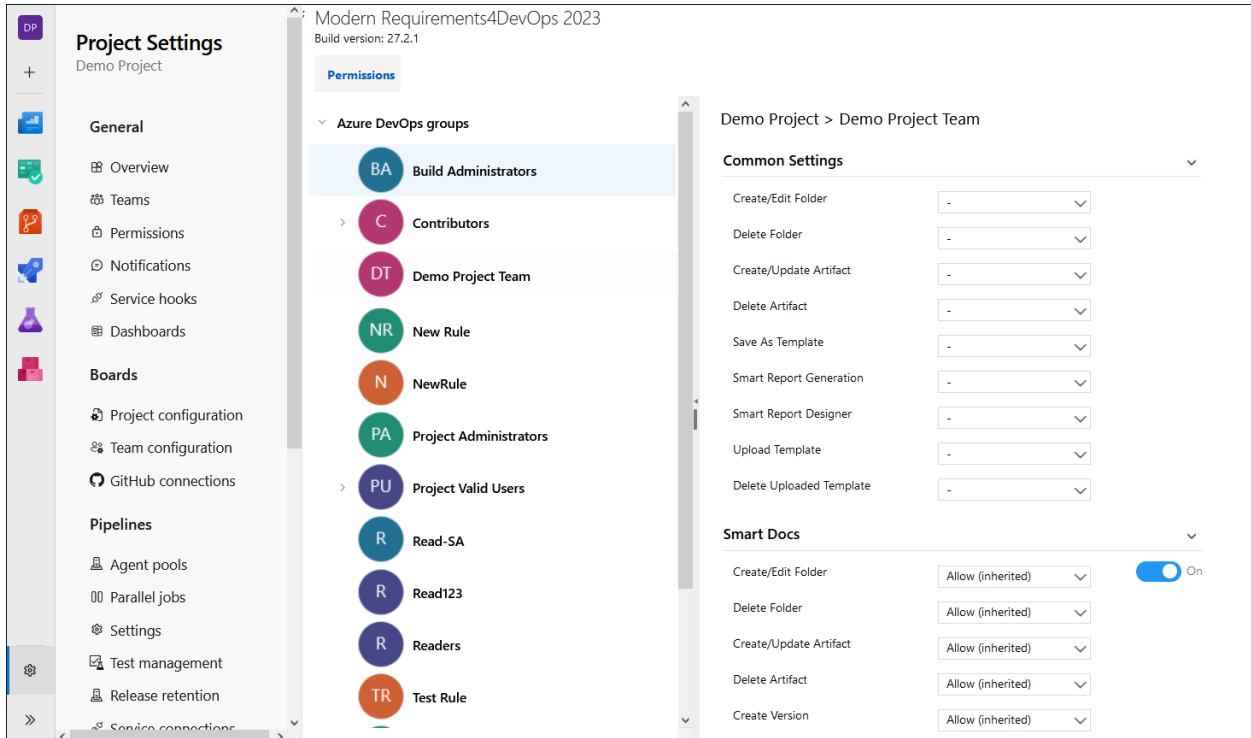 DP
Project Settings
Demo Project
General
Overview
Teams
Permissions
Notifications
Service hooks
Dashboards
Boards
Project configuration
Team configuration
GitHub connections
Pipelines
Agent pools
Parallel jobs
Settings
Test management
Release retention
Service connections
Modern Requirements4DevOps 2023
Build version: 27.2.1
Permissions
Azure DevOps groups
BA Build Administrators
C Contributors
DT Demo Project Team
NR New Rule
N NewRule
PA Project Administrators
PU Project Valid Users
R Read-SA
R Read123
R Readers
TR Test Rule
Demo Project > Demo Project Team
Common Settings
Create/Edit Folder -
Delete Folder -
Create/Update Artifact -
Delete Artifact -
Save As Template -
Smart Report Generation -
Smart Report Designer -
Upload Template -
Delete Uploaded Template -
Smart Docs
Create/Edit Folder Allow (inherited) On
Delete Folder Allow (inherited)
Create/Update Artifact Allow (inherited)
Delete Artifact Allow (inherited)
Create Version Allow (inherited)